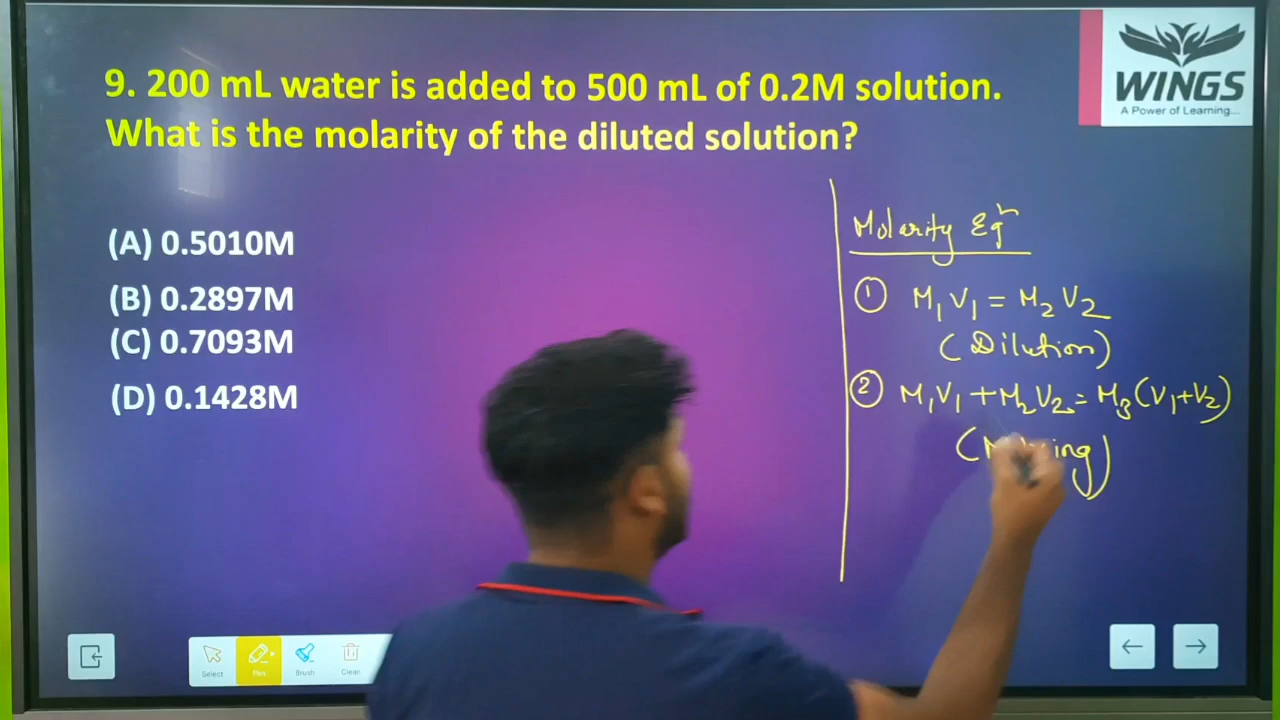 9. 200 mL water is added to 500 mL of 0.2M solution.
What is the molarity of the diluted solution?
WINGS
A Power of Learning...
(A) 0.5010M
(B) 0.2897M
(C) 0.7093M
(D) 0.1428M
Molarity Eqⁿ
① M₁V₁ = M₂V₂
(Dilution)
② M₁V₁ + M₂V₂ = M₃(V₁+V₂)
Select
Pen
Brush
Clean